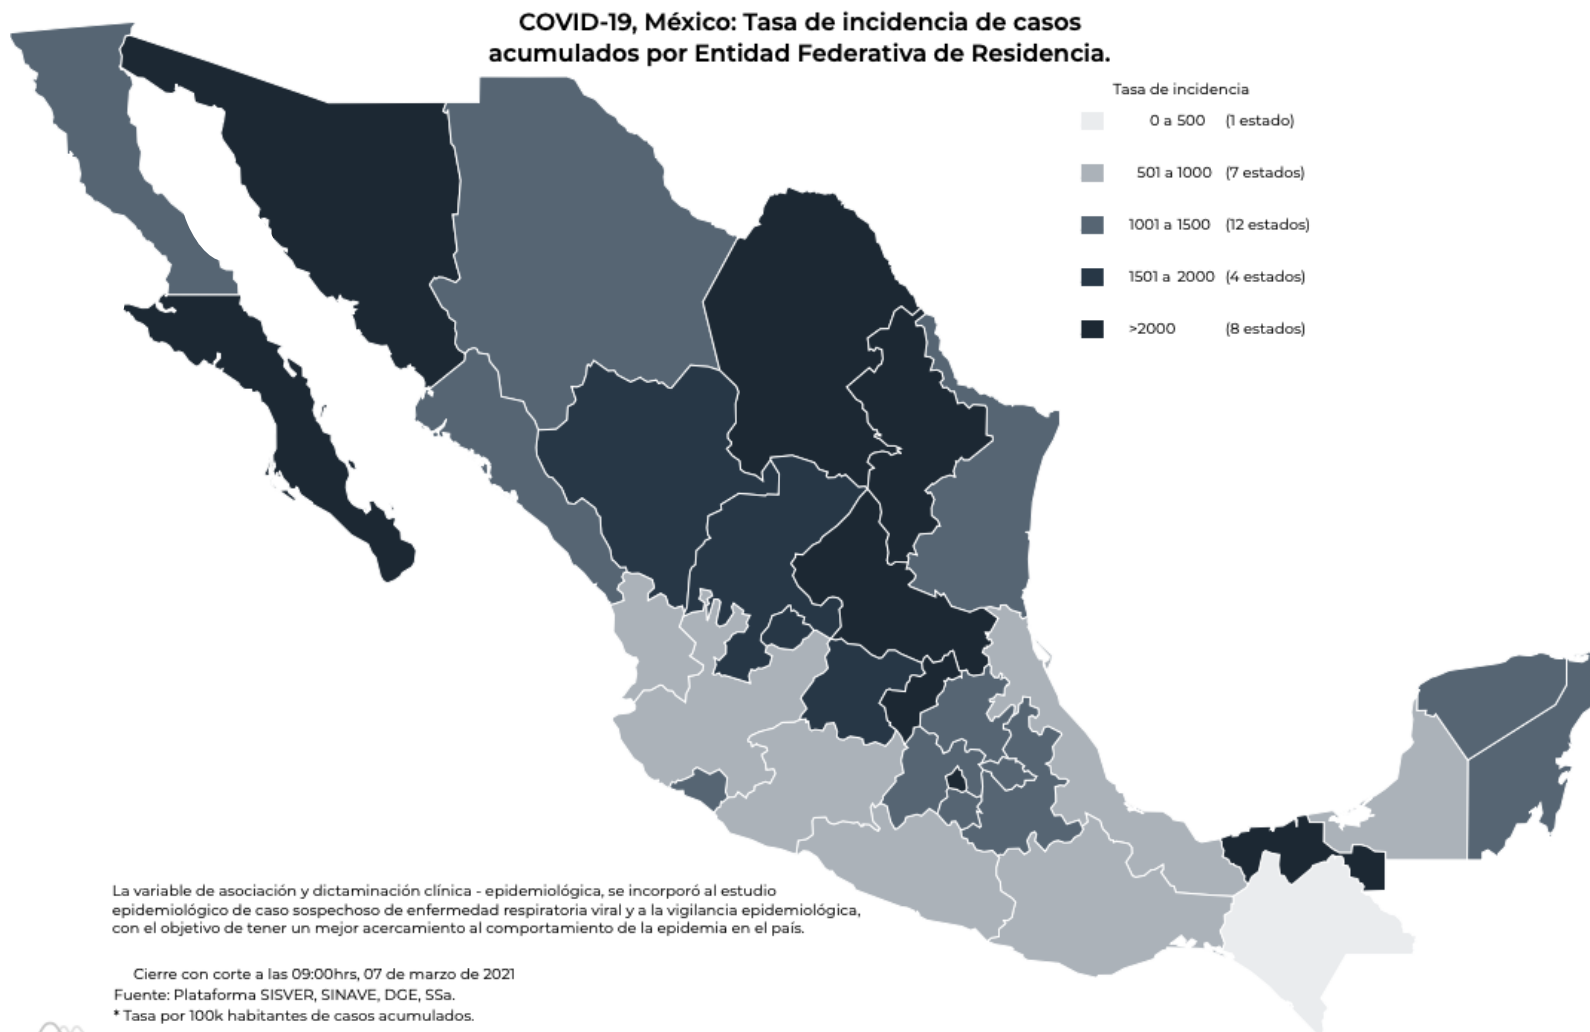 COVID-19, México: Tasa de incidencia de casos
acumulados por Entidad Federativa de Residencia.
Tasa de incidencia
0 a 500 (1 estado)
501 a 1000 (7 estados)
1001 a 1500 (12 estados)
1501 a 2000 (4 estados)
>2000 (8 estados)
La variable de asociación y dictaminación clínica - epidemiológica, se incorporó al estudio
epidemiológico de caso sospechoso de enfermedad respiratoria viral y a la vigilancia epidemiológica,
con el objetivo de tener un mejor acercamiento al comportamiento de la epidemia en el país.
Cierre con corte a las 09:00hrs, 07 de marzo de 2021
Fuente: Plataforma SISVER, SINAVE, DGE, SSa.
* Tasa por 100k habitantes de casos acumulados.